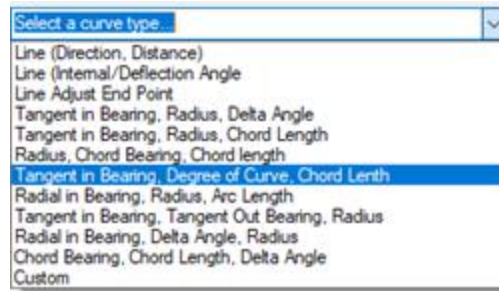 Select a curve type...
Line (Direction, Distance)
Line (Internal/Deflection Angle
Line Adjust End Point
Tangent in Bearing, Radius, Delta Angle
Tangent in Bearing, Radius, Chord Length
Radius, Chord Bearing, Chord length
Tangent in Bearing, Degree of Curve, Chord Lenth
Radial in Bearing, Radius, Arc Length
Tangent in Bearing, Tangent Out Bearing, Radius
Radial in Bearing, Delta Angle, Radius
Chord Bearing, Chord Length, Delta Angle
Custom